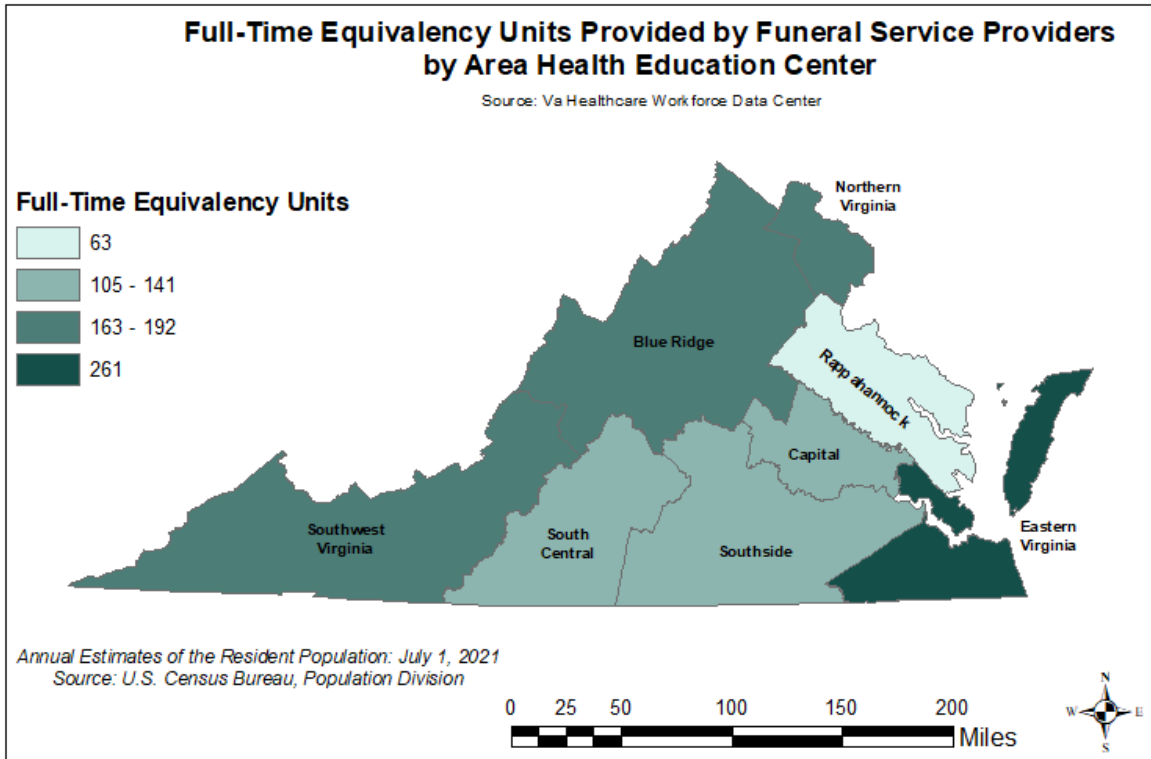 Full-Time Equivalency Units Provided by Funeral Service Providers
by Area Health Education Center
Source: Va Healthcare Workforce Data Center
Full-Time Equivalency Units
63
105 - 141
163 - 192
261
Northern
Virginia
Blue Ridge
Rappahannock
Capital
Southwest
Virginia
South
Central
Southside
Eastern
Virginia
Annual Estimates of the Resident Population: July 1, 2021
Source: U.S. Census Bureau, Population Division
0 25 50 100 150 200
Miles
N
W E
S